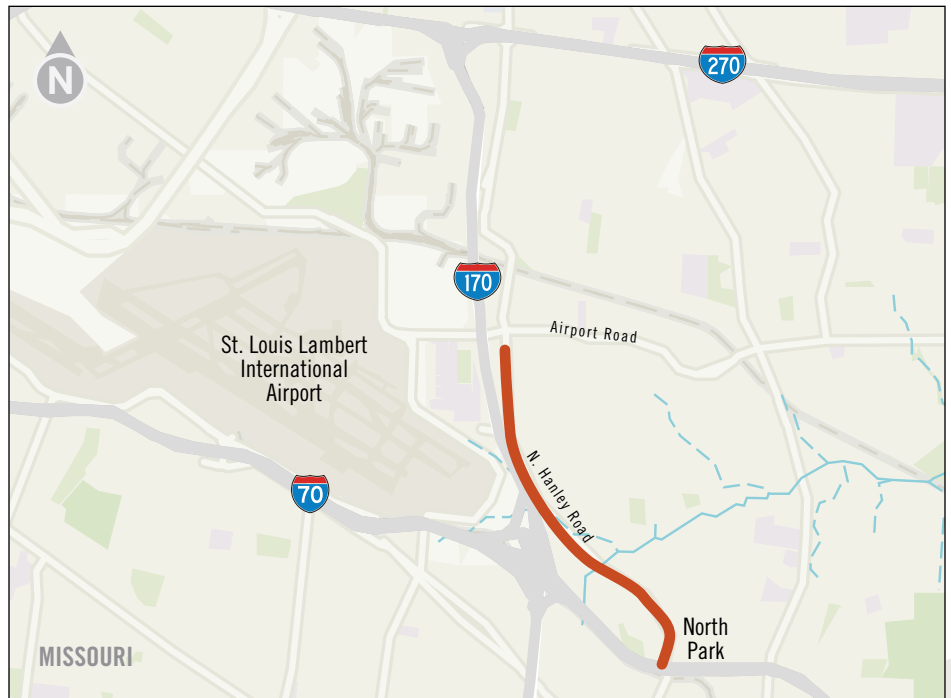 N
270
170
Airport Road
St. Louis Lambert
International
Airport
N. Hanley Road
70
North
Park
MISSOURI